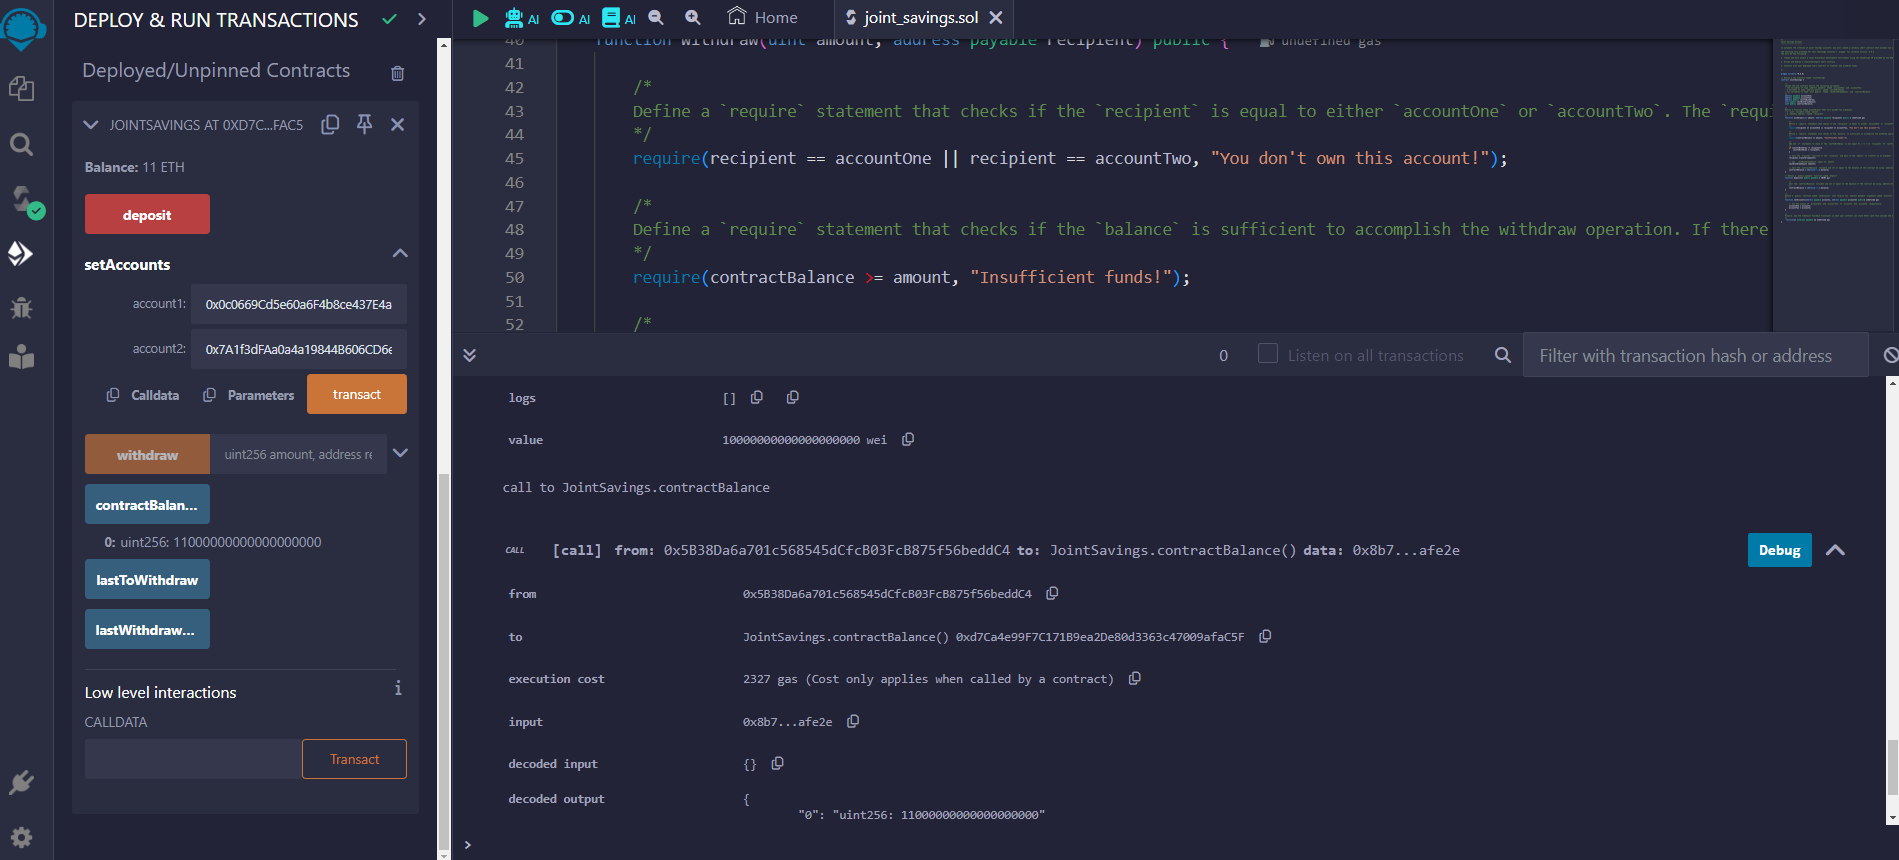 DEPLOY & RUN TRANSACTIONS
Deployed/Unpinned Contracts
JOINTSAVINGS AT 0XD7C...FAC5
Balance: 11 ETH
deposit
setAccounts
account1: 0x0c0669Cd5e60a6F4b8ce437E4a
account2: 0x7A1f3dFAa0a4a19844B606CD6e
Calldata Parameters transact
withdraw uint256 amount, address re
contractBalan...
0: uint256: 11000000000000000000
lastToWithdraw
lastWithdraw...
Low level interactions i
CALLDATA
Transact
AI AI AI Home joint_savings.sol
40 function withdraw(uint amount, address payable recipient) public { undefined gas
41
42 /*
43 Define a `require` statement that checks if the `recipient` is equal to either `accountOne` or `accountTwo`. The `requi
44 */
45 require(recipient == accountOne || recipient == accountTwo, "You don't own this account!");
46
47 /*
48 Define a `require` statement that checks if the `balance` is sufficient to accomplish the withdraw operation. If there
49 */
50 require(contractBalance >= amount, "Insufficient funds!");
51
52 /*
0 Listen on all transactions Filter with transaction hash or address
logs []
value 10000000000000000000 wei
call to JointSavings.contractBalance
CALL [call] from: 0x5B38Da6a701c568545dCfcB03FcB875f56beddC4 to: JointSavings.contractBalance() data: 0x8b7...afe2e Debug
from 0x5B38Da6a701c568545dCfcB03FcB875f56beddC4
to JointSavings.contractBalance() 0xd7Ca4e99F7C171B9ea2De80d3363c47009afaC5F
execution cost 2327 gas (Cost only applies when called by a contract)
input 0x8b7...afe2e
decoded input {}
decoded output {
"0": "uint256: 11000000000000000000"
>